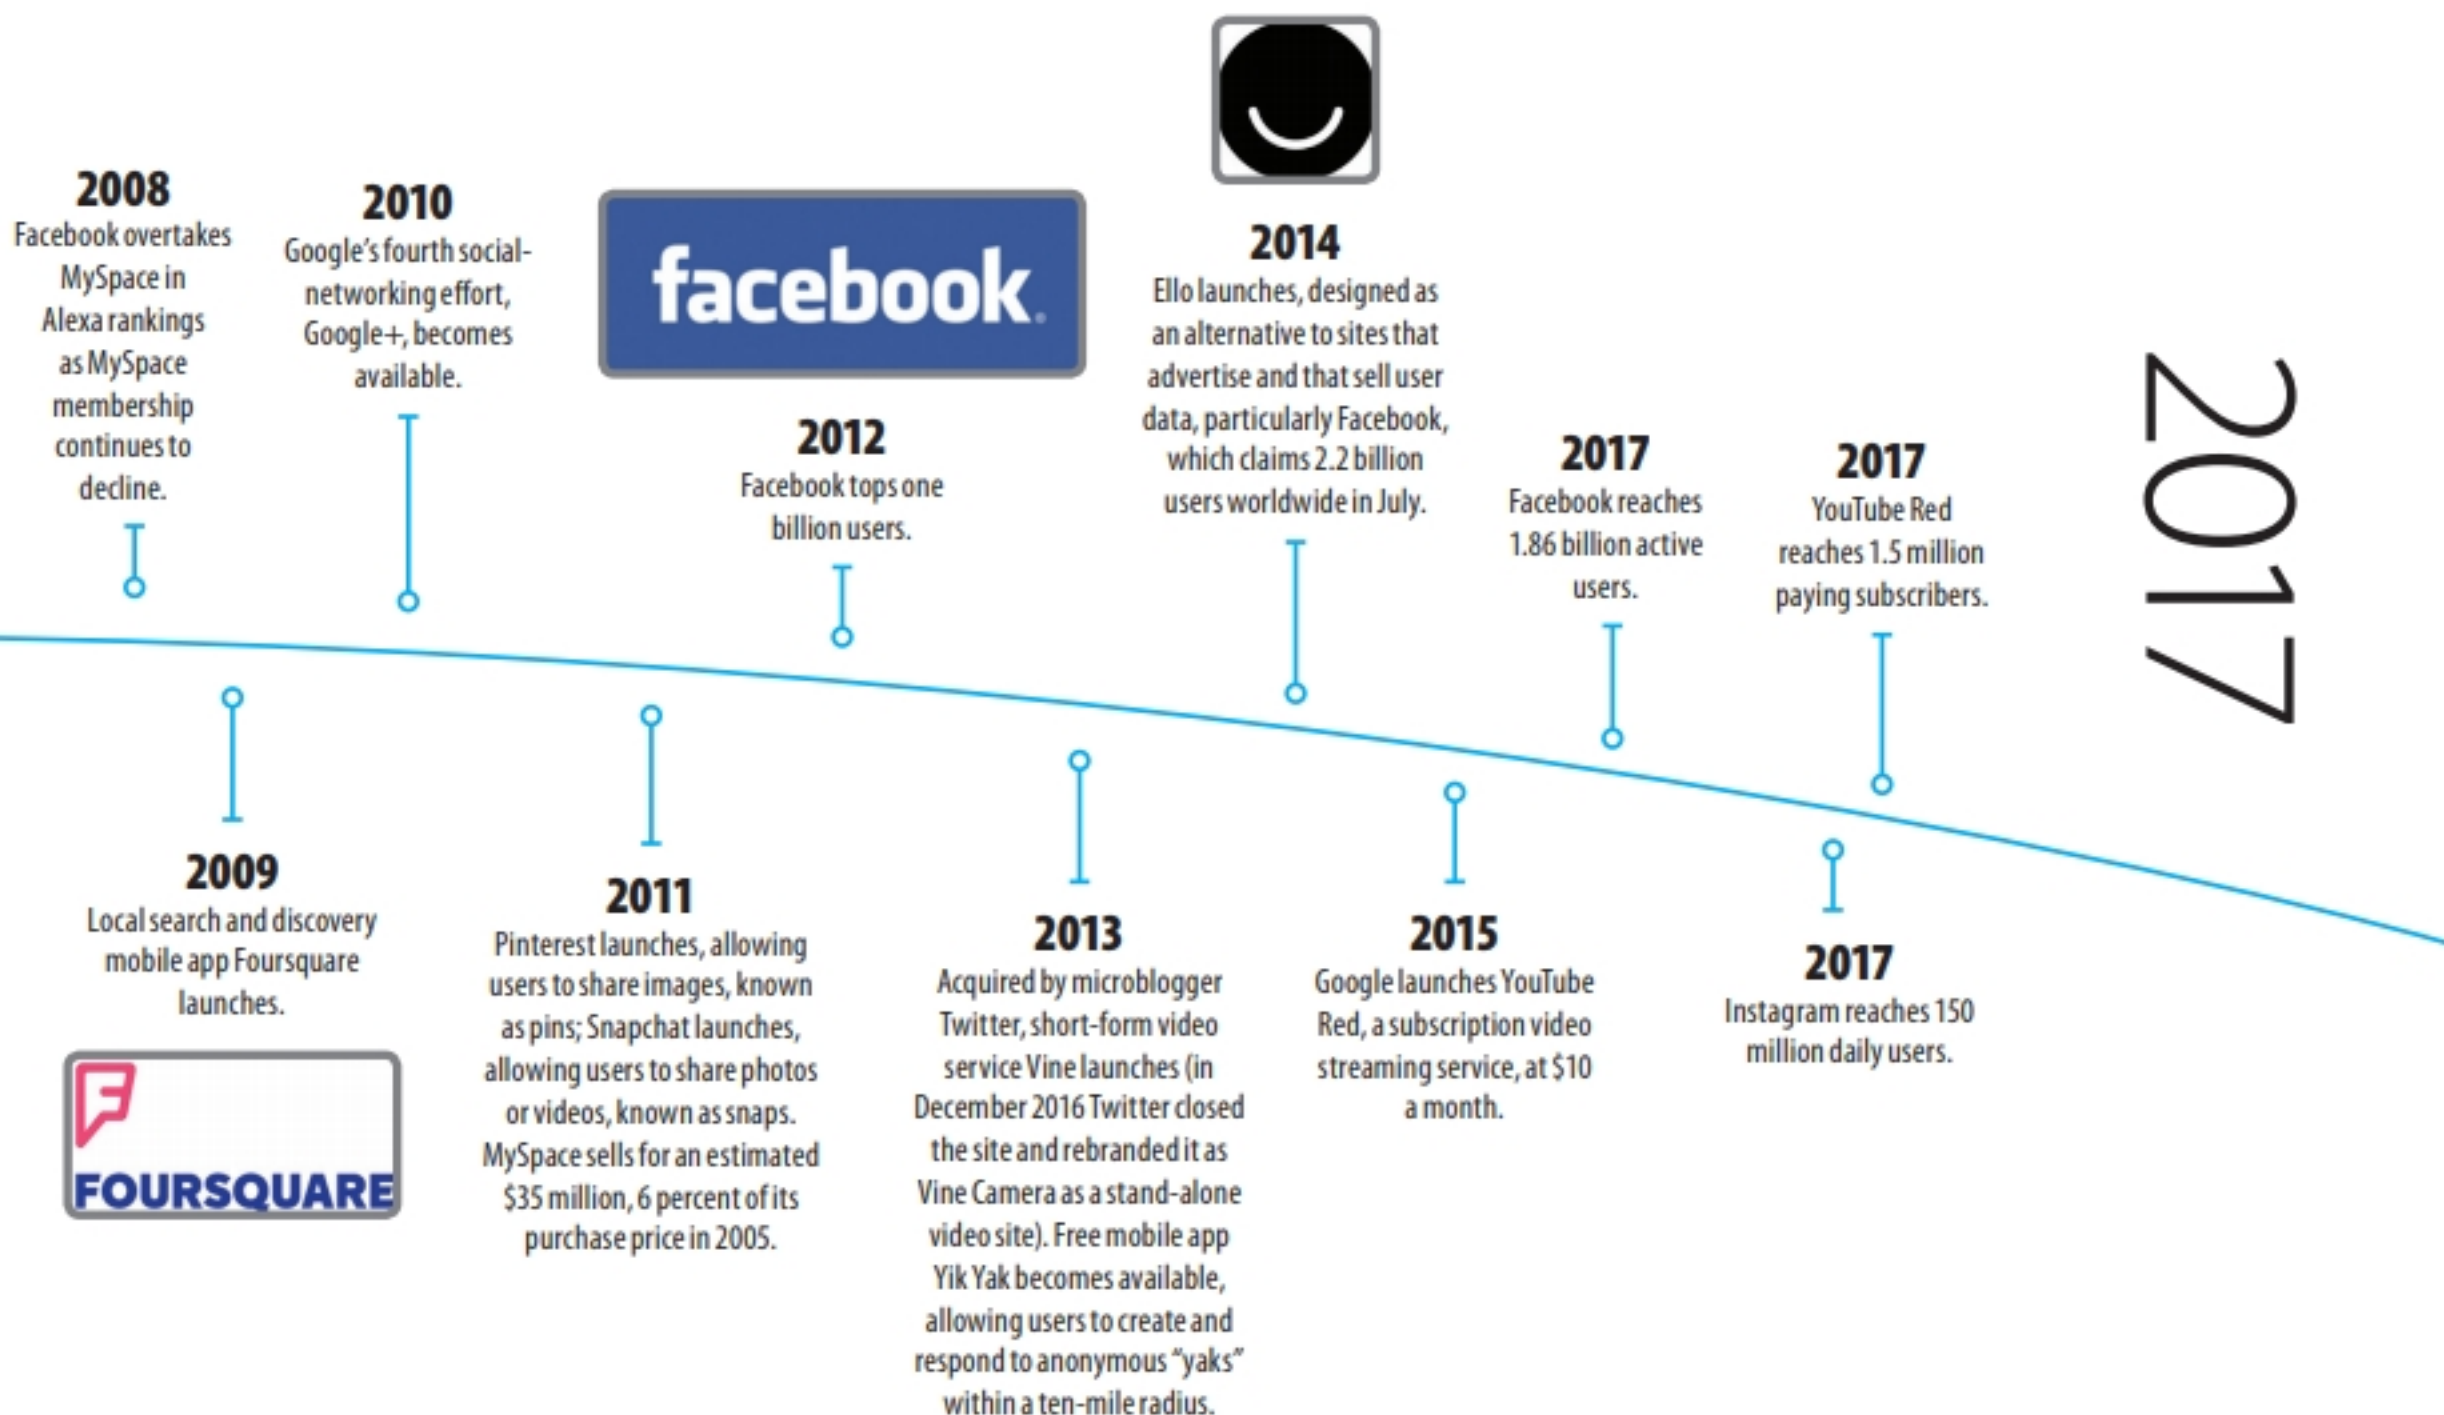 2008
Facebook overtakes
MySpace in
Alexa rankings
as MySpace
membership
continues to
decline.
2010
Google's fourth social-
networking effort,
Google+, becomes
available.
facebook.
2012
Facebook tops one
billion users.
2014
Ello launches, designed as
an alternative to sites that
advertise and that sell user
data, particularly Facebook,
which claims 2.2 billion
users worldwide in July.
2017
Facebook reaches
1.86 billion active
users.
2017
YouTube Red
reaches 1.5 million
paying subscribers.
2017
2009
Local search and discovery
mobile app Foursquare
launches.
FOURSQUARE
2011
Pinterest launches, allowing
users to share images, known
as pins; Snapchat launches,
allowing users to share photos
or videos, known as snaps.
MySpace sells for an estimated
$35 million, 6 percent of its
purchase price in 2005.
2013
Acquired by microblogger
Twitter, short-form video
service Vine launches (in
December 2016 Twitter closed
the site and rebranded it as
Vine Camera as a stand-alone
video site). Free mobile app
Yik Yak becomes available,
allowing users to create and
respond to anonymous “yaks”
within a ten-mile radius.
2015
Google launches YouTube
Red, a subscription video
streaming service, at $10
a month.
2017
Instagram reaches 150
million daily users.